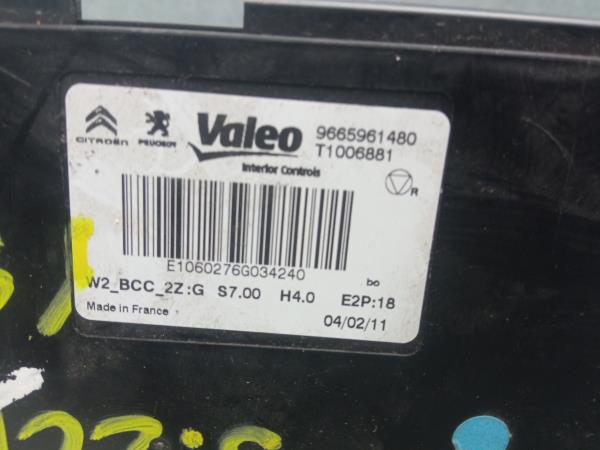 CITROËN PEUGEOT Valeo 9665961480
T1006881
Interior Controls
R
E1060276G034240
W2_BCC_2Z:G S7.00 H4.0 E2P:18
Made in France 04/02/11